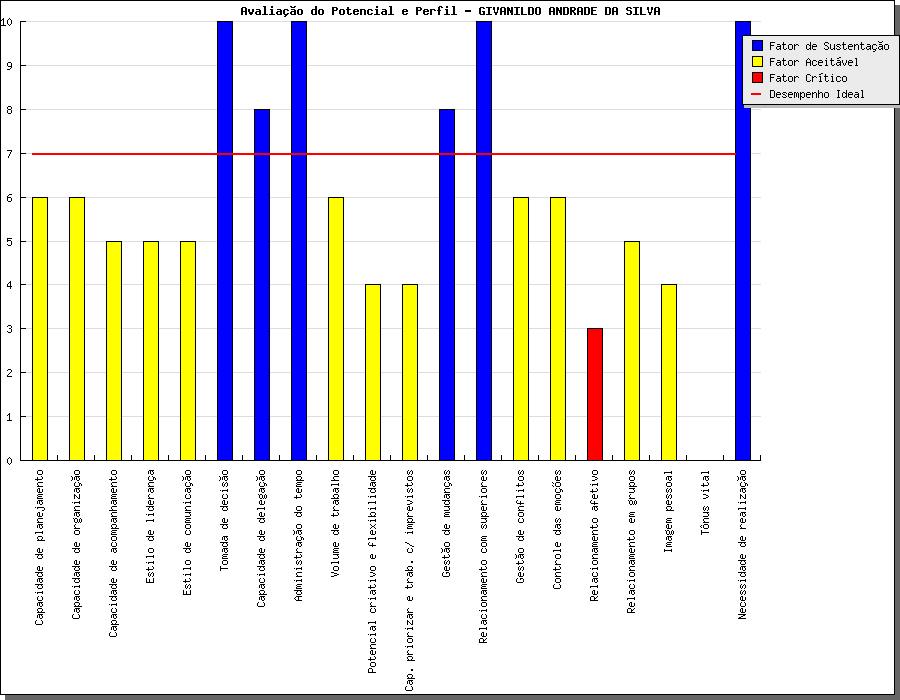 Avaliação do Potencial e Perfil - GIVANILDO ANDRADE DA SILVA
Fator de Sustentação
Fator Aceitável
Fator Crítico
Desempenho Ideal
10
9
8
7
6
5
4
3
2
1
0
Capacidade de planejamento
Capacidade de organização
Capacidade de acompanhamento
Estilo de liderança
Estilo de comunicação
Tomada de decisão
Capacidade de delegação
Administração do tempo
Volume de trabalho
Potencial criativo e flexibilidade
Cap. priorizar e trab. c/ imprevistos
Gestão de mudanças
Relacionamento com superiores
Gestão de conflitos
Controle das emoções
Relacionamento afetivo
Relacionamento em grupos
Imagem pessoal
Tônus vital
Necessidade de realização